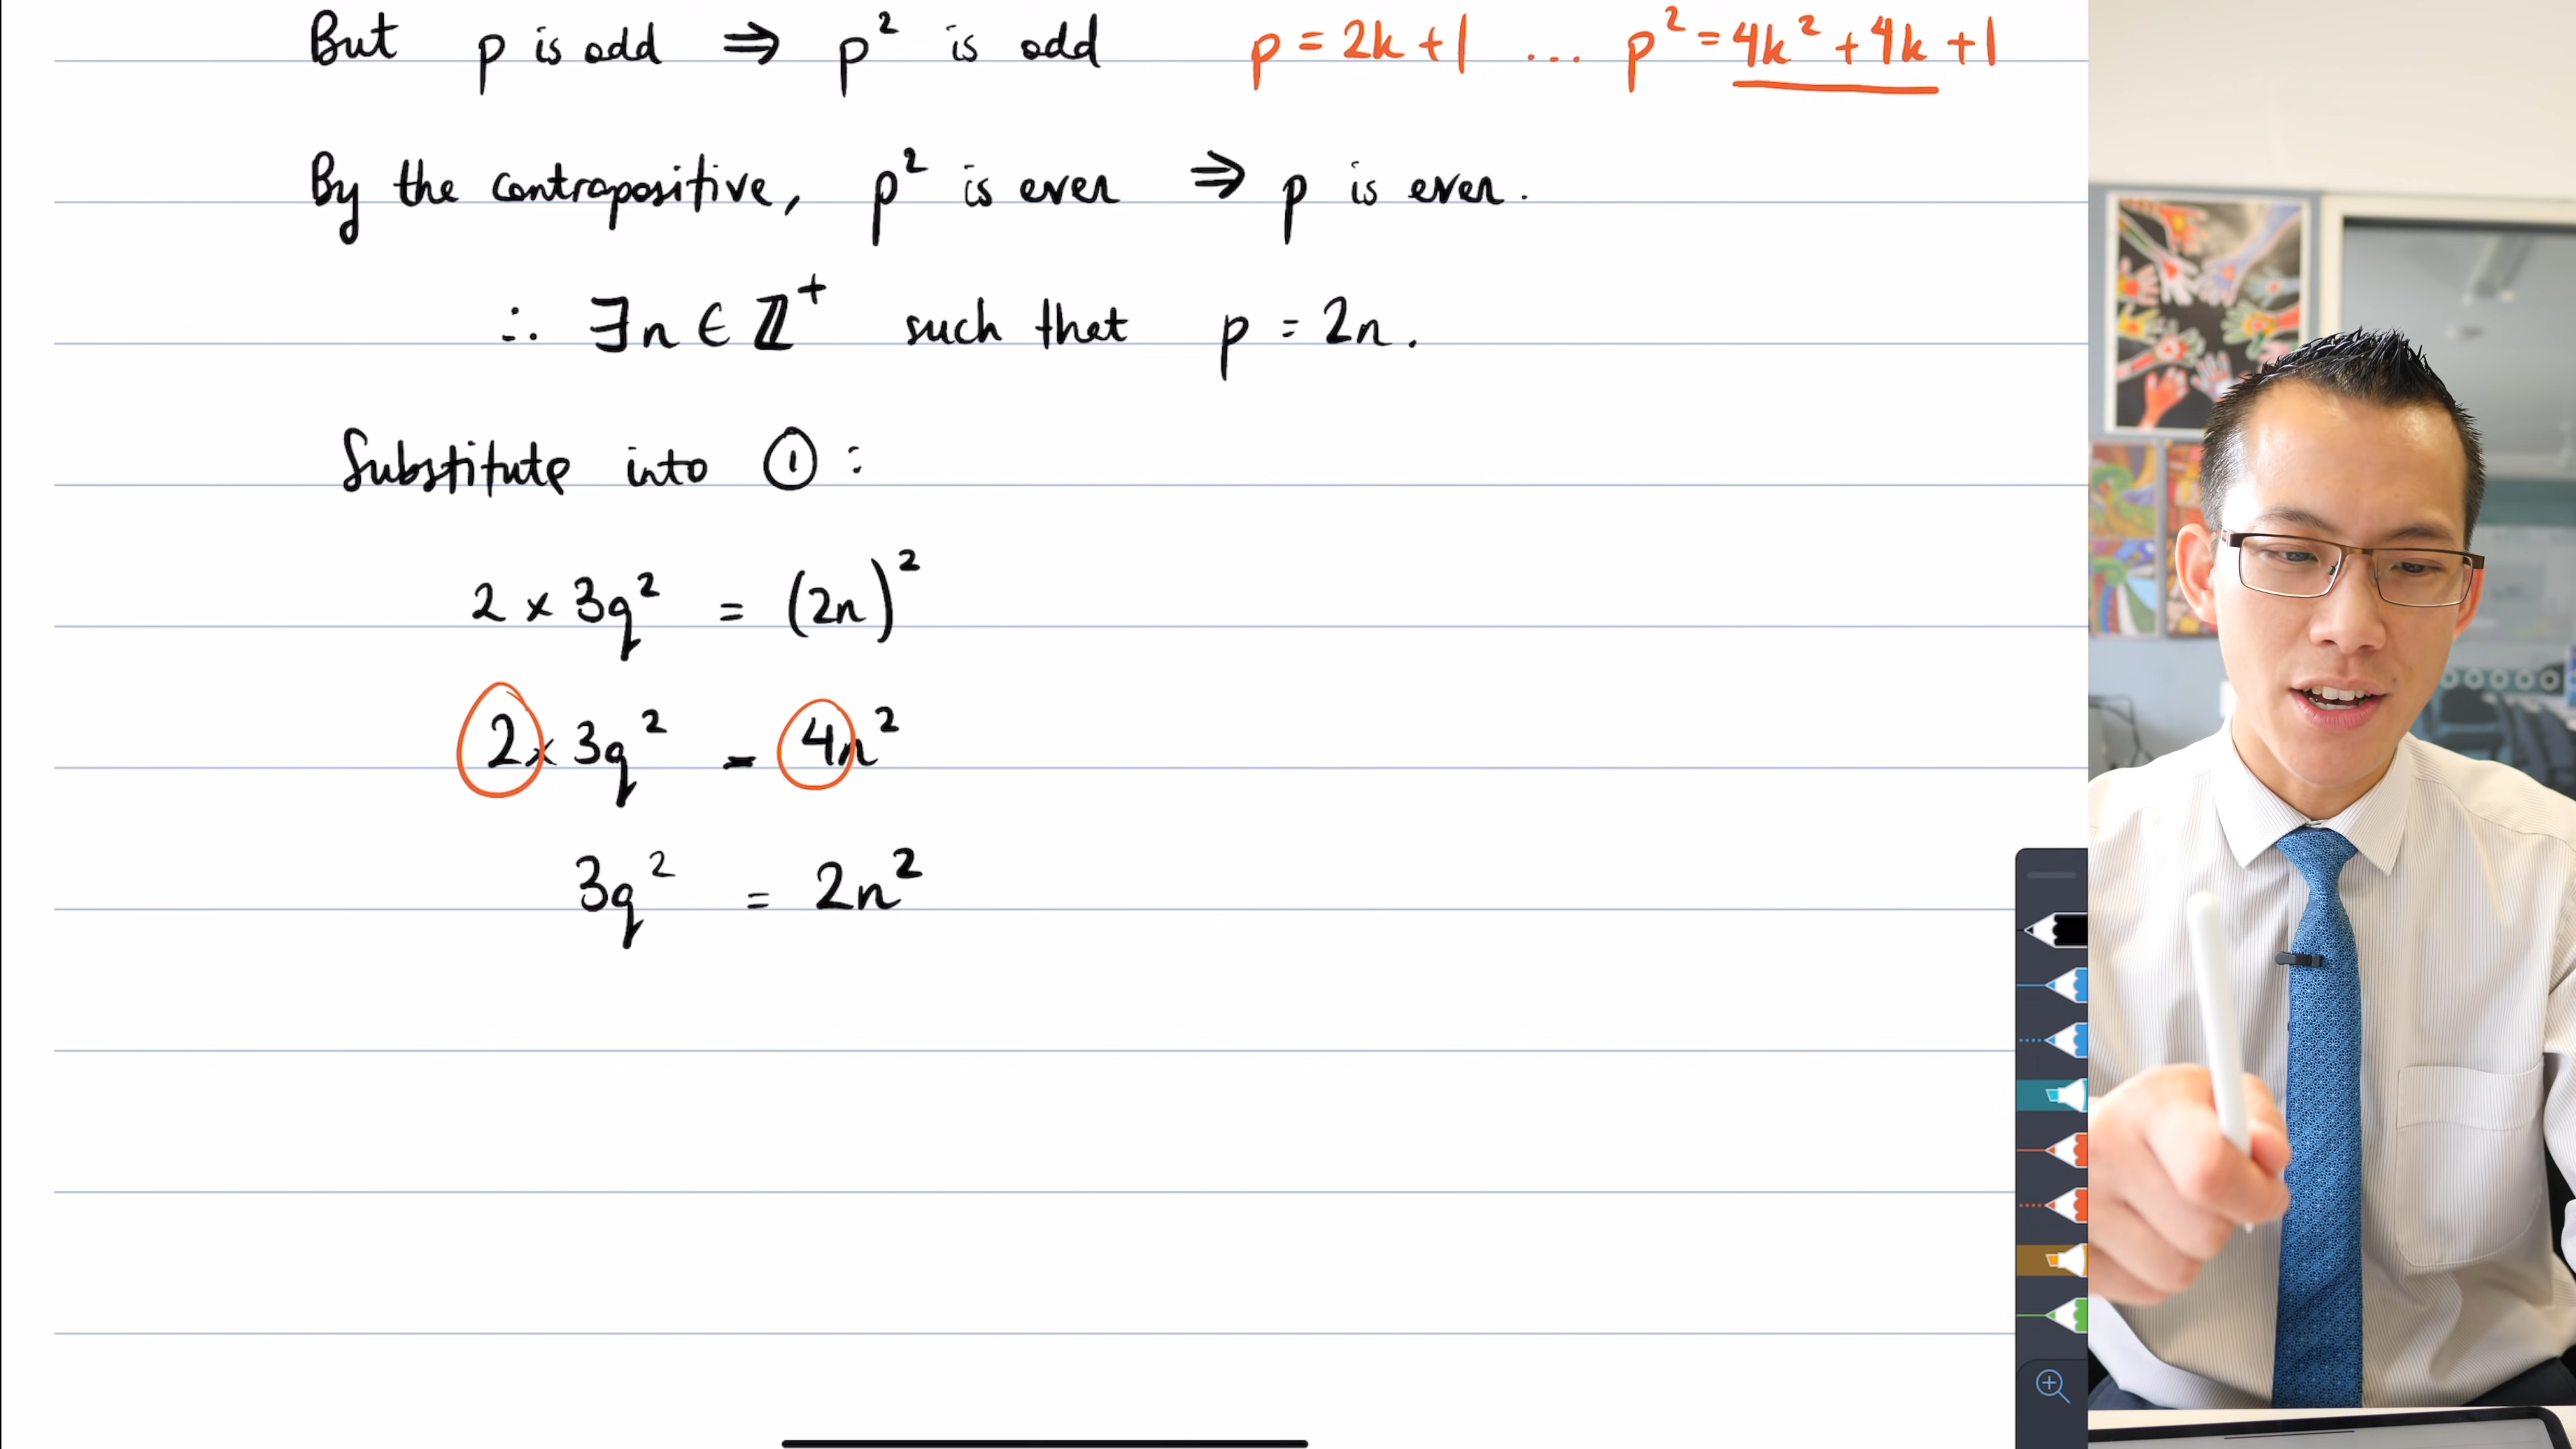 But p is odd ⇒ p² is odd p = 2k + 1 ... p² = 4k² + 4k + 1
By the contrapositive, p² is even ⇒ p is even.
∴ ∃n ∈ ℤ⁺ such that p = 2n.
Substitute into ①:
2 × 3q² = (2n)²
2 × 3q² = 4n²
3q² = 2n²